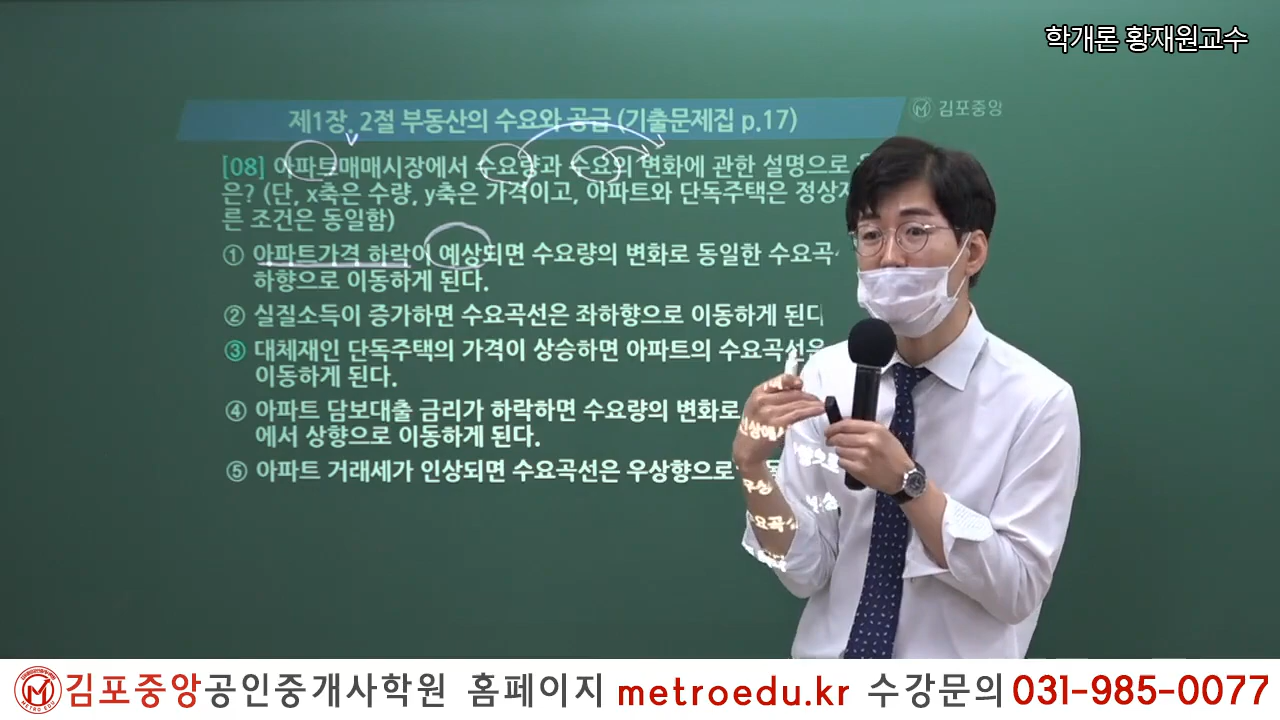 학개론 황재원교수
제1장. 2절 부동산의 수요와 공급 (기출문제집 p.17)
김포중앙
[08] 아파트매매시장에서 수요량과 수요의 변화에 관한 설명으로
은? (단, x축은 수량, y축은 가격이고, 아파트와 단독주택은
른 조건은 동일함)
① 아파트가격 하락이 예상되면 수요량의 변화로 동일한
하향으로 이동하게 된다.
② 실질소득이 증가하면 수요곡선은 좌하향으로 이동하게
③ 대체재인 단독주택의 가격이 상승하면 아파트의 수요곡선은
이동하게 된다.
④ 아파트 담보대출 금리가 하락하면 수요량의 변화로
에서 상향으로 이동하게 된다.
⑤ 아파트 거래세가 인상되면 수요곡선은 우상향으로
김포중앙공인중개사학원 홈페이지 metroedu.kr 수강문의 031-985-0077
METRO EDU